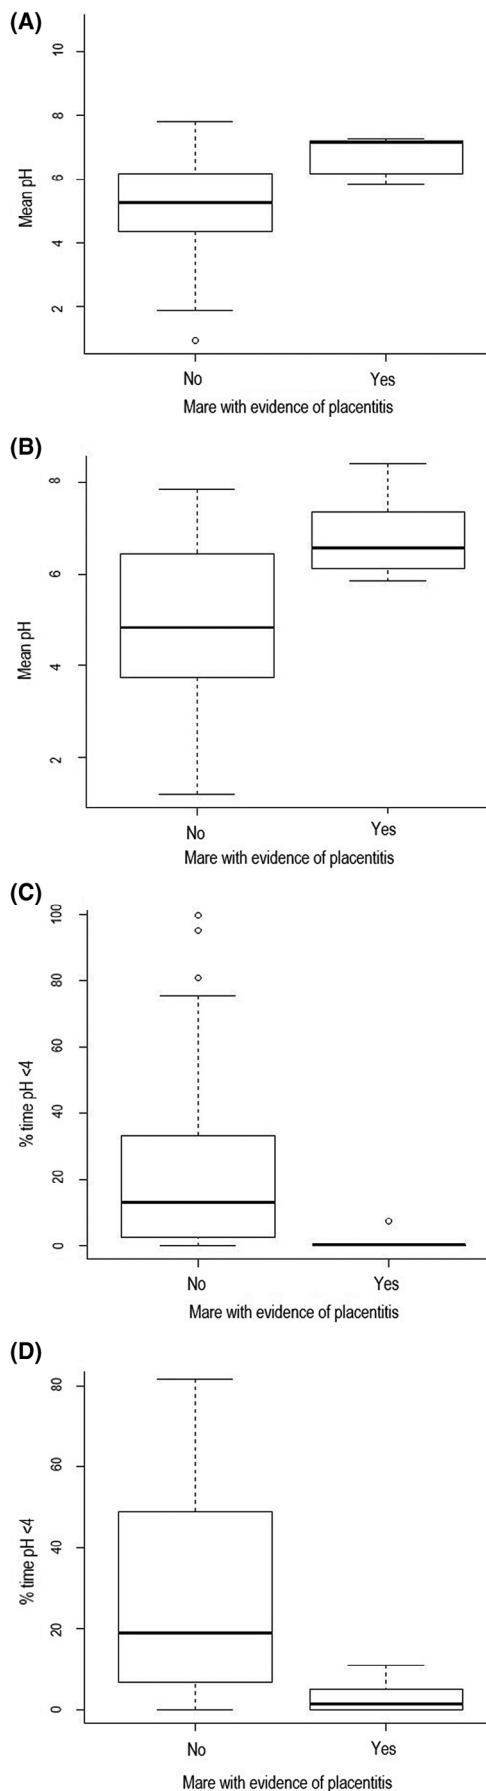 (A)
10
8
6
4
2
Mean pH
No Yes
Mare with evidence of placentitis
(B)
8
6
4
2
Mean pH
No Yes
Mare with evidence of placentitis
(C)
100
80
60
40
20
0
% time pH <4
No Yes
Mare with evidence of placentitis
(D)
80
60
40
20
0
% time pH <4
No Yes
Mare with evidence of placentitis